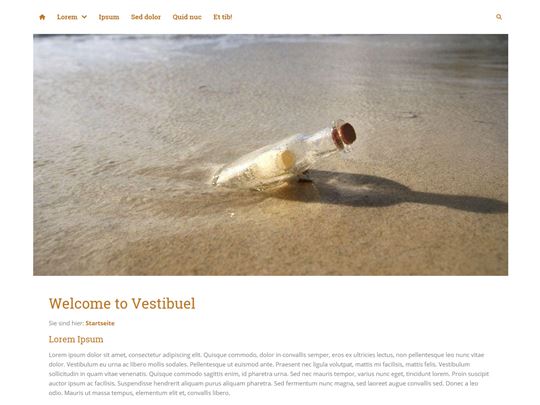 Lorem Ipsum Sed dolor Quid nuc Et tib!
Welcome to Vestibuel
Sie sind hier: Startseite
Lorem Ipsum
Lorem ipsum dolor sit amet, consectetur adipiscing elit. Quisque commodo, dolor in convallis semper, eros ex ultricies lectus, non pellentesque leo nunc vitae
dolor. Vestibulum eu urna ac libero mollis sodales. Pellentesque ut euismod ante. Praesent nec ligula volutpat, mattis mi facilisis, mattis felis. Vestibulum
sollicitudin in quam vitae venenatis. Quisque commodo sagittis enim, id pharetra urna. Sed nec mauris tempor, varius nunc eget, tincidunt lorem. Proin suscipit
auctor ipsum ac facilisis. Suspendisse hendrerit aliquam purus aliquam pharetra. Sed fermentum nunc magna, sed laoreet augue convallis sed. Donec a leo
odio. Mauris ut massa tempus, elementum elit et, convallis libero.